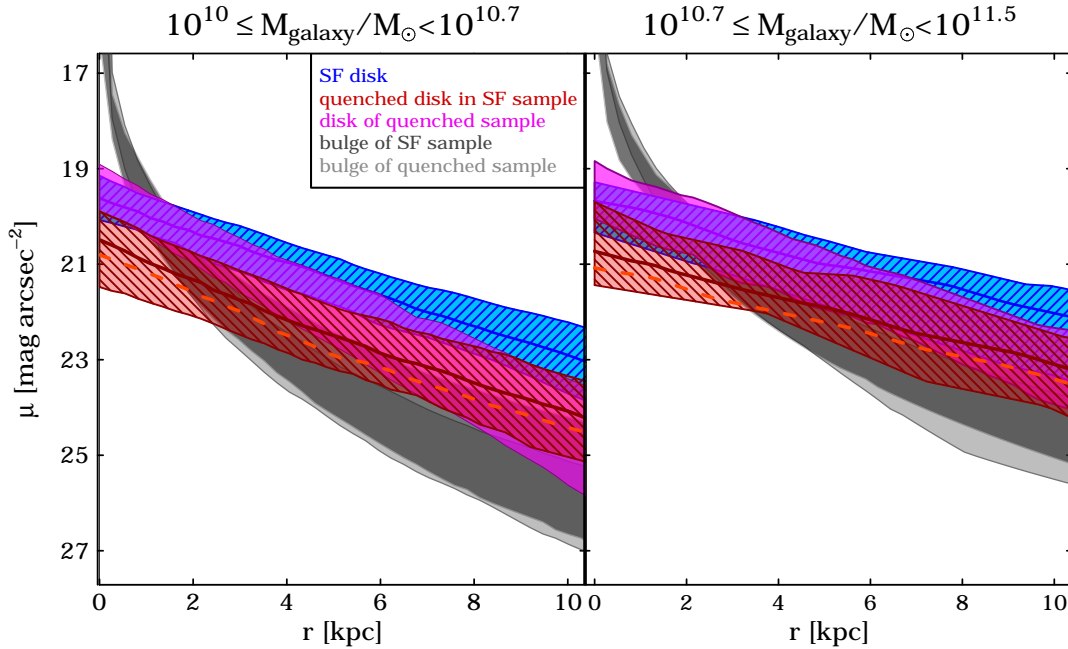 10^10 ≤ M_galaxy/M_⊙ < 10^10.7
10^10.7 ≤ M_galaxy/M_⊙ < 10^11.5
SF disk
quenched disk in SF sample
disk of quenched sample
bulge of SF sample
bulge of quenched sample
17
19
21
23
25
27
μ [mag arcsec^−2]
0 2 4 6 8 10
0 2 4 6 8 10
r [kpc]
r [kpc]